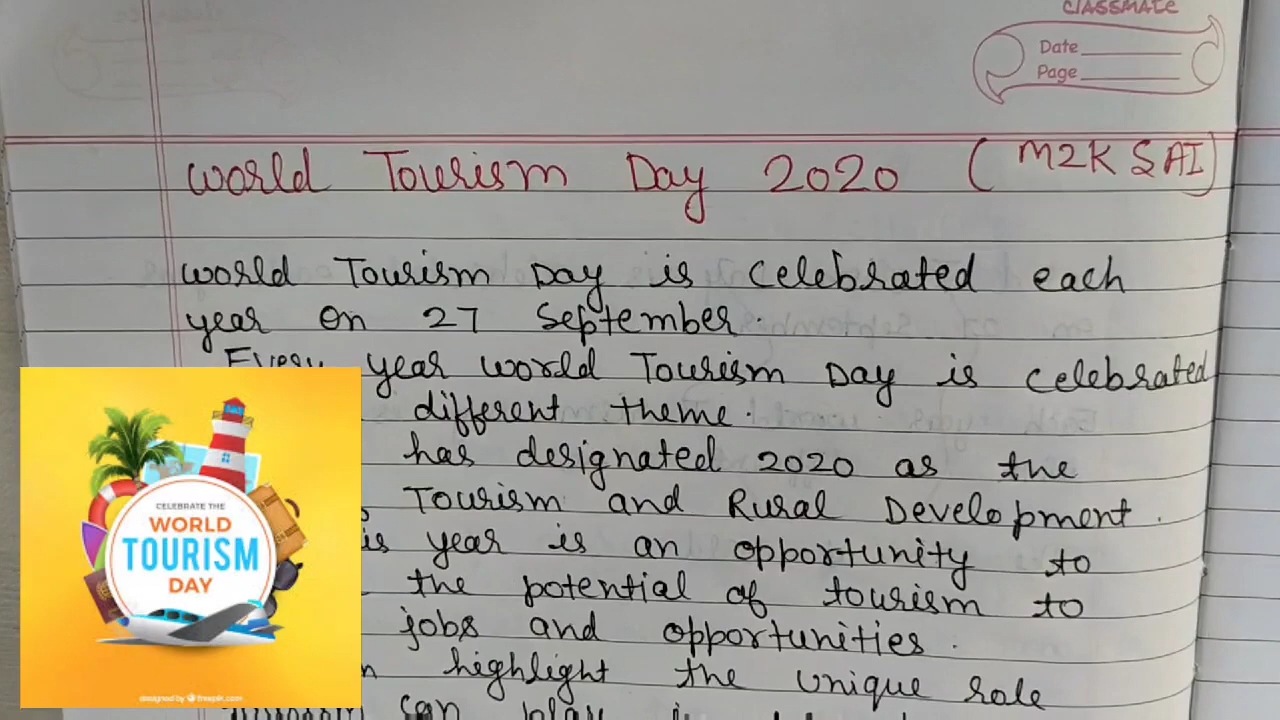 CLASSMATE
Date
Page
World Tourism Day 2020 (M2K SAI)
World Tourism Day is celebrated each
year on 27 September.
Every year world Tourism Day is celebrated
different theme.
has designated 2020 as the
Tourism and Rural Development.
year is an opportunity to
the potential of tourism to
jobs and opportunities.
highlight the unique role
can play
CELEBRATE THE
WORLD
TOURISM
DAY
designed by freepik.com